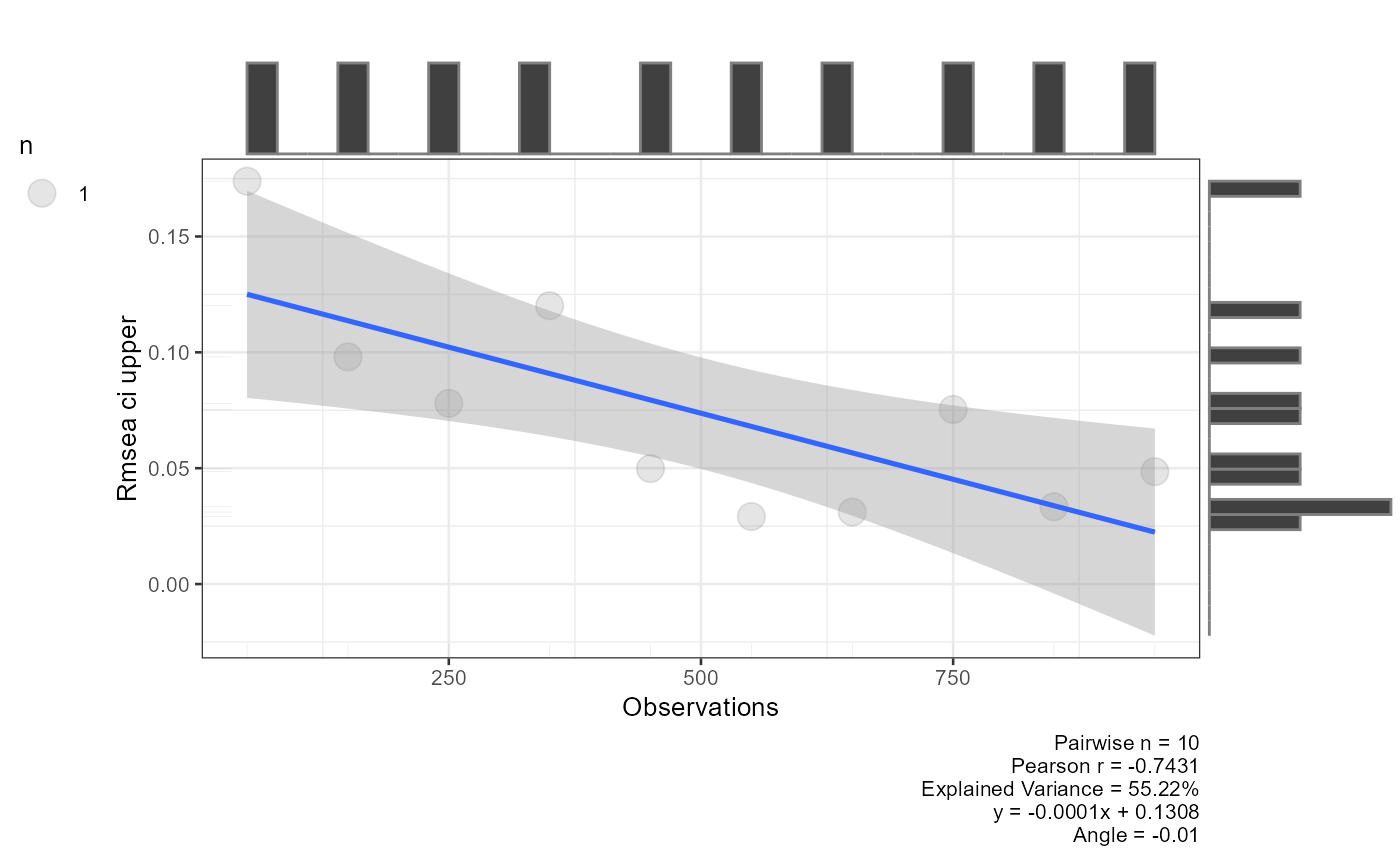 n
1
0.15
0.10
0.05
0.00
Rmsea ci upper
250
500
750
Observations
Pairwise n = 10
Pearson r = -0.7431
Explained Variance = 55.22%
y = -0.0001x + 0.1308
Angle = -0.01